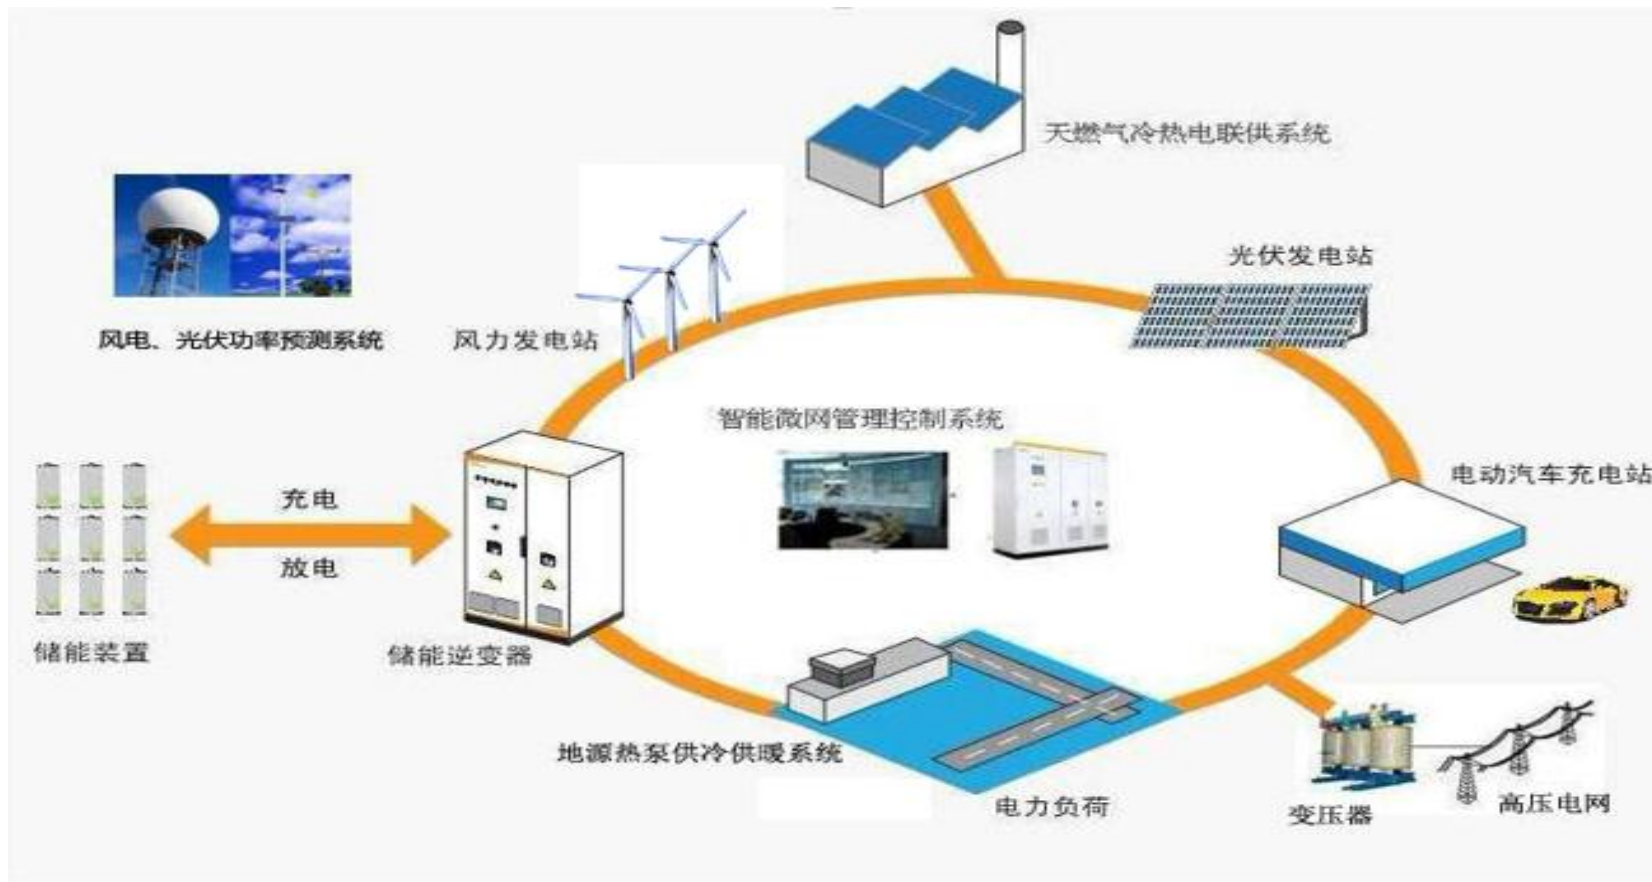 天燃气冷热电联供系统
光伏发电站
风电、光伏功率预测系统
风力发电站
智能微网管理控制系统
电动汽车充电站
充电
放电
储能装置
储能逆变器
地源热泵供冷供暖系统
电力负荷
变压器
高压电网